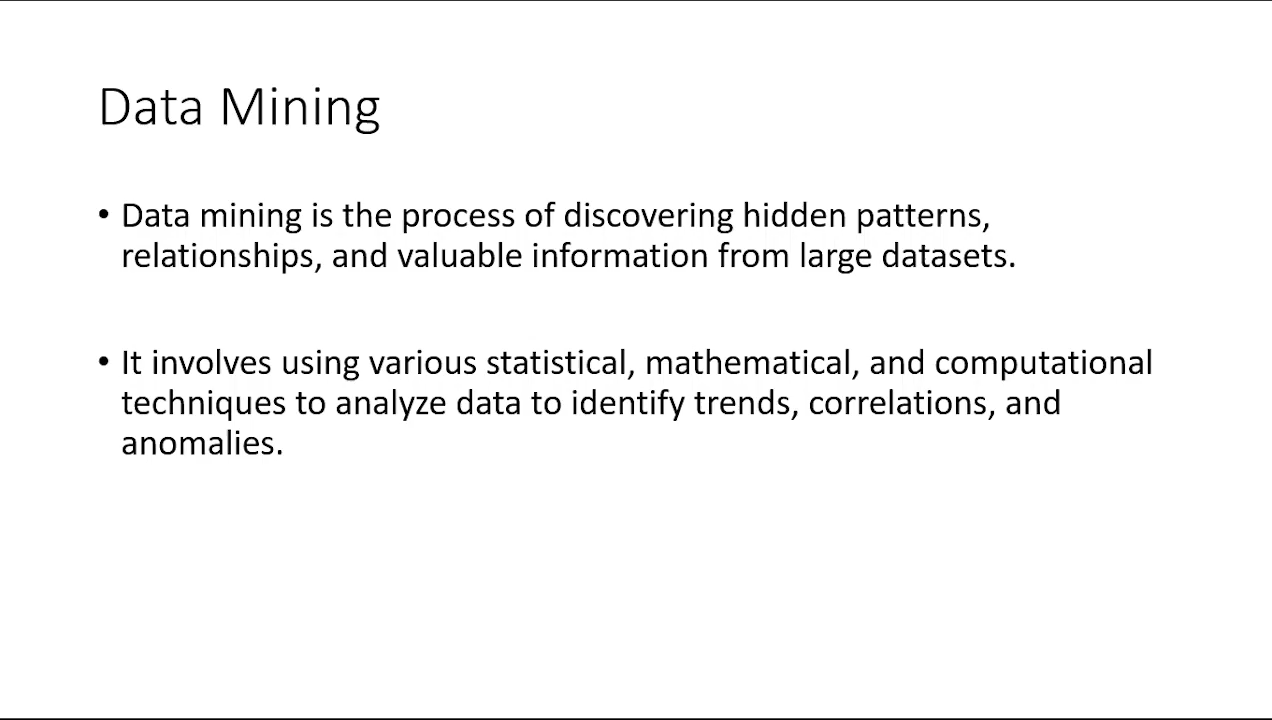 Data Mining
• Data mining is the process of discovering hidden patterns,
relationships, and valuable information from large datasets.
• It involves using various statistical, mathematical, and computational
techniques to analyze data to identify trends, correlations, and
anomalies.